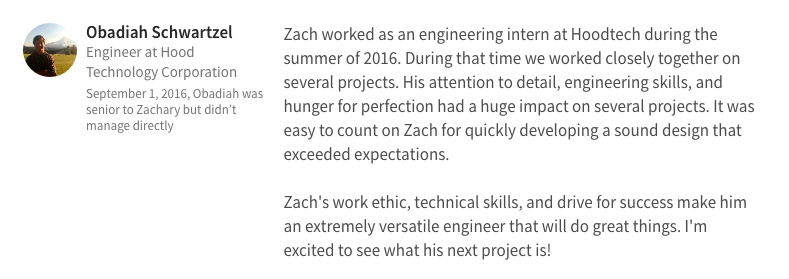 Obadiah Schwartzel
Engineer at Hood
Technology Corporation
September 1, 2016, Obadiah was
senior to Zachary but didn't
manage directly
Zach worked as an engineering intern at Hoodtech during the
summer of 2016. During that time we worked closely together on
several projects. His attention to detail, engineering skills, and
hunger for perfection had a huge impact on several projects. It was
easy to count on Zach for quickly developing a sound design that
exceeded expectations.
Zach's work ethic, technical skills, and drive for success make him
an extremely versatile engineer that will do great things. I'm
excited to see what his next project is!